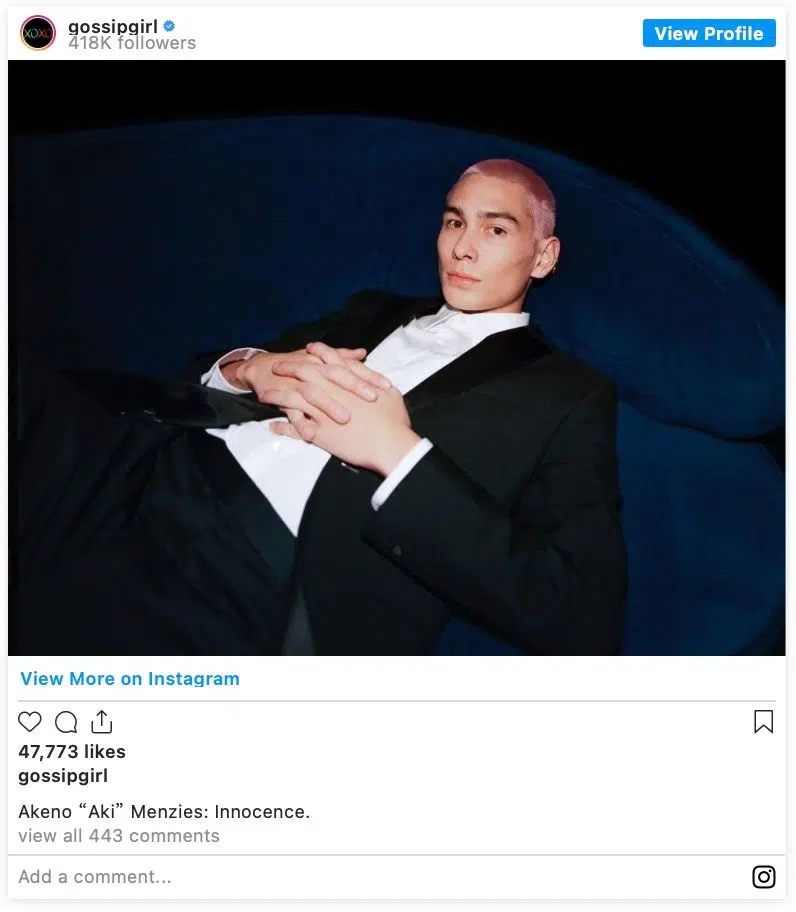 XOXO
gossipgirl
418K followers
View Profile
View More on Instagram
47,773 likes
gossipgirl
Akeno “Aki” Menzies: Innocence.
view all 443 comments
Add a comment...